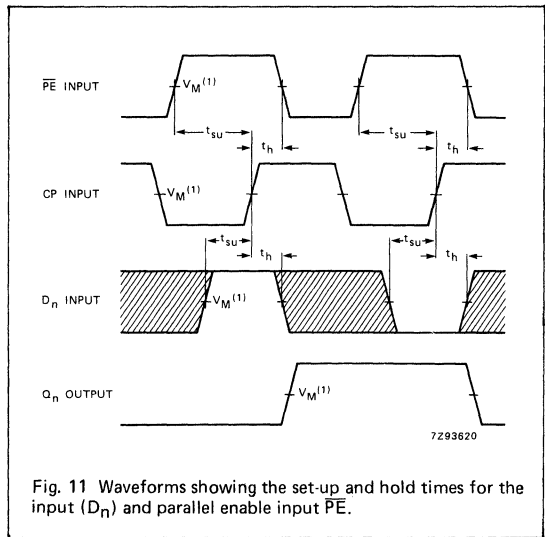 P̅E̅ INPUT
VM(1)
tsu
th
tsu
th
CP INPUT
VM(1)
tsu
th
tsu
th
Dn INPUT
VM(1)
Qn OUTPUT
VM(1)
7Z93620
Fig. 11 Waveforms showing the set-up and hold times for the
input (Dn) and parallel enable input P̅E̅.